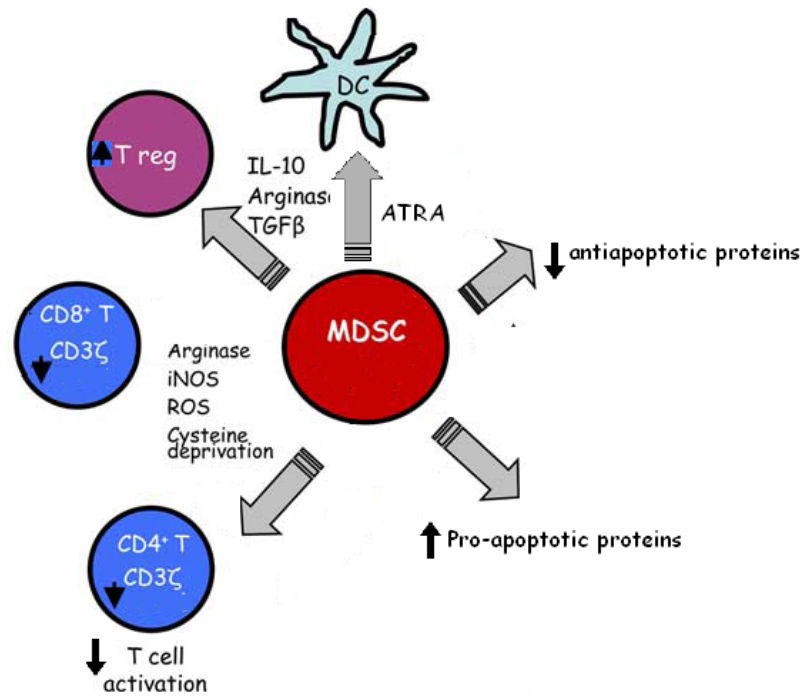 DC
T reg
IL-10
Arginase
TGFβ
ATRA
antiapoptotic proteins
CD8⁺ T
CD3ζ
MDSC
Arginase
iNOS
ROS
Cysteine
deprivation
Pro-apoptotic proteins
CD4⁺ T
CD3ζ
T cell
activation